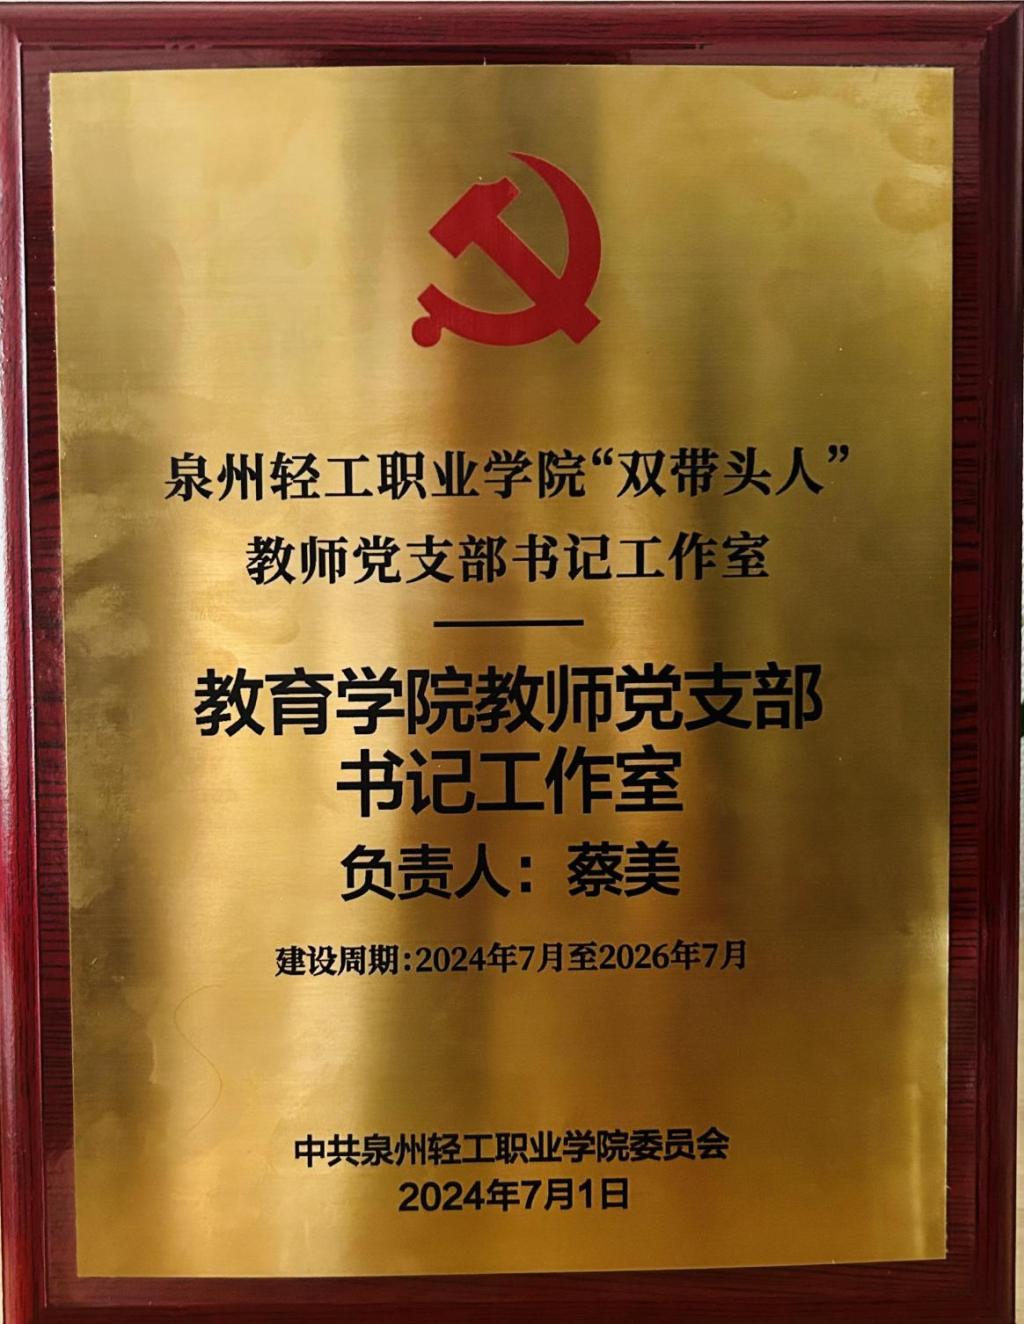 泉州轻工职业学院“双带头人”
教师党支部书记工作室
教育学院教师党支部
书记工作室
负责人：蔡美
建设周期:2024年7月至2026年7月
中共泉州轻工职业学院委员会
2024年7月1日